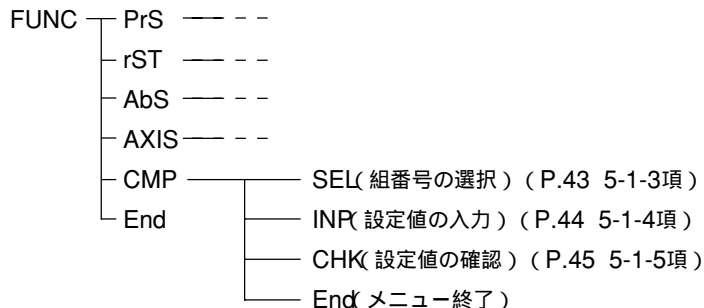 FUNC PrS
rST
AbS
AXIS
CMP SEL(組番号の選択)(P.43 5-1-3項)
End INP(設定値の入力)(P.44 5-1-4項)
CHK(設定値の確認)(P.45 5-1-5項)
End(メニュー終了)